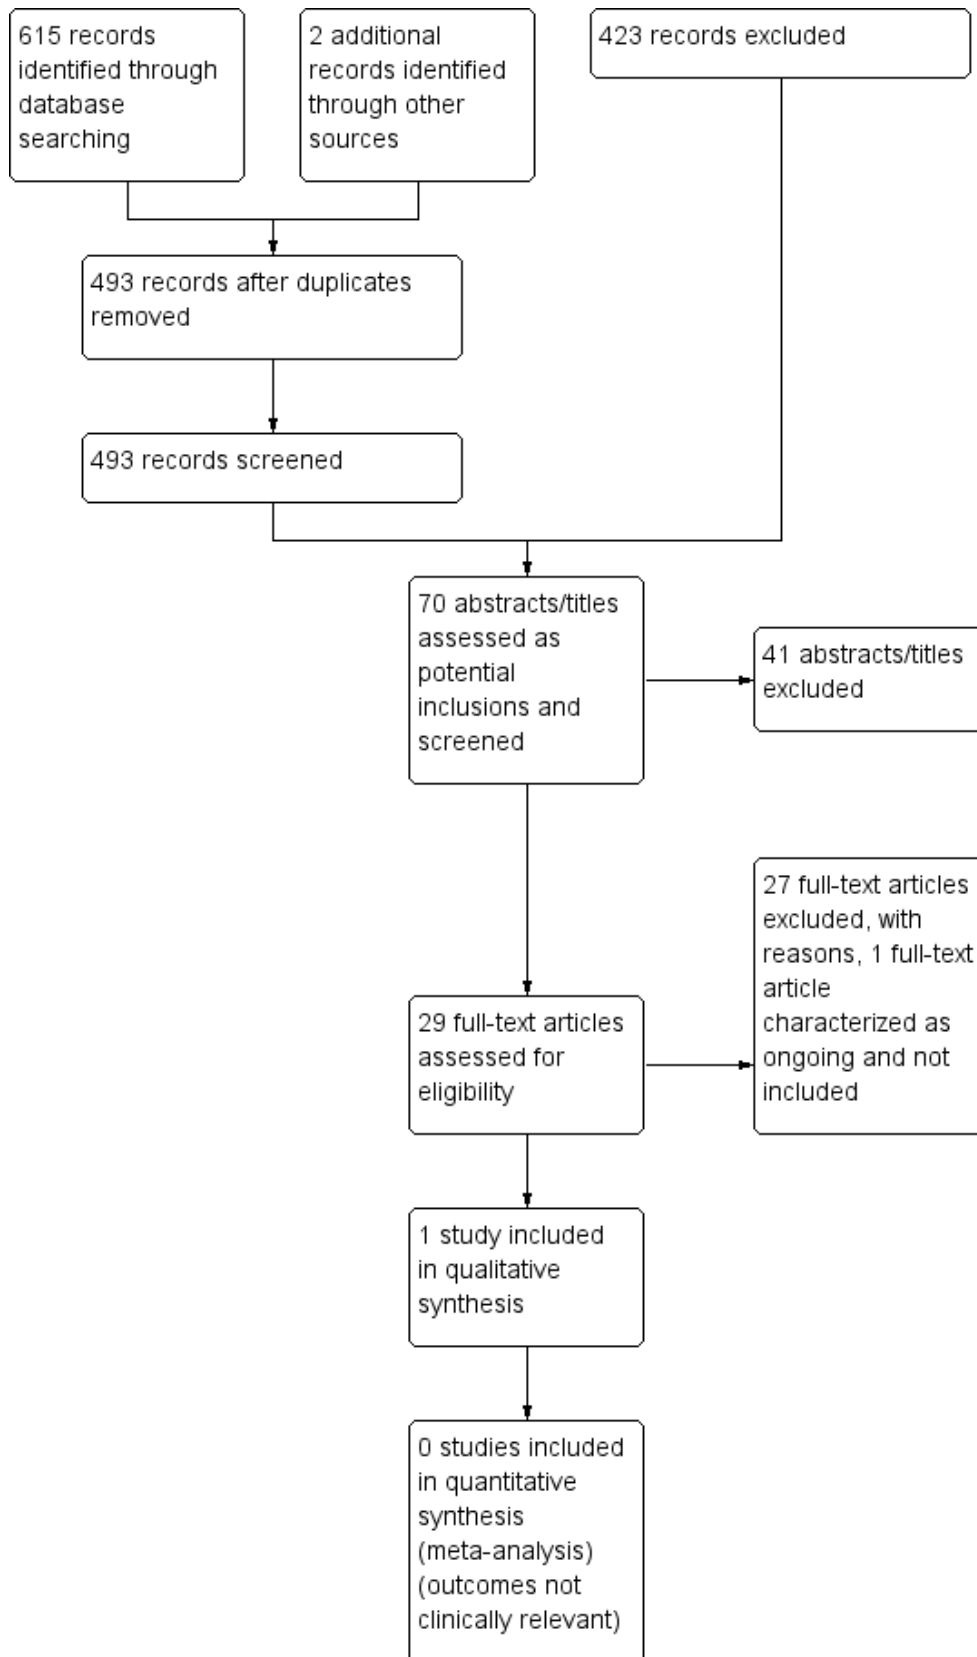 615 records
identified through
database
searching
2 additional
records identified
through other
sources
423 records excluded
493 records after duplicates
removed
493 records screened
70 abstracts/titles
assessed as
potential
inclusions and
screened
41 abstracts/titles
excluded
27 full-text articles
excluded, with
reasons, 1 full-text
article
characterized as
ongoing and not
included
29 full-text articles
assessed for
eligibility
1 study included
in qualitative
synthesis
0 studies included
in quantitative
synthesis
(meta-analysis)
(outcomes not
clinically relevant)